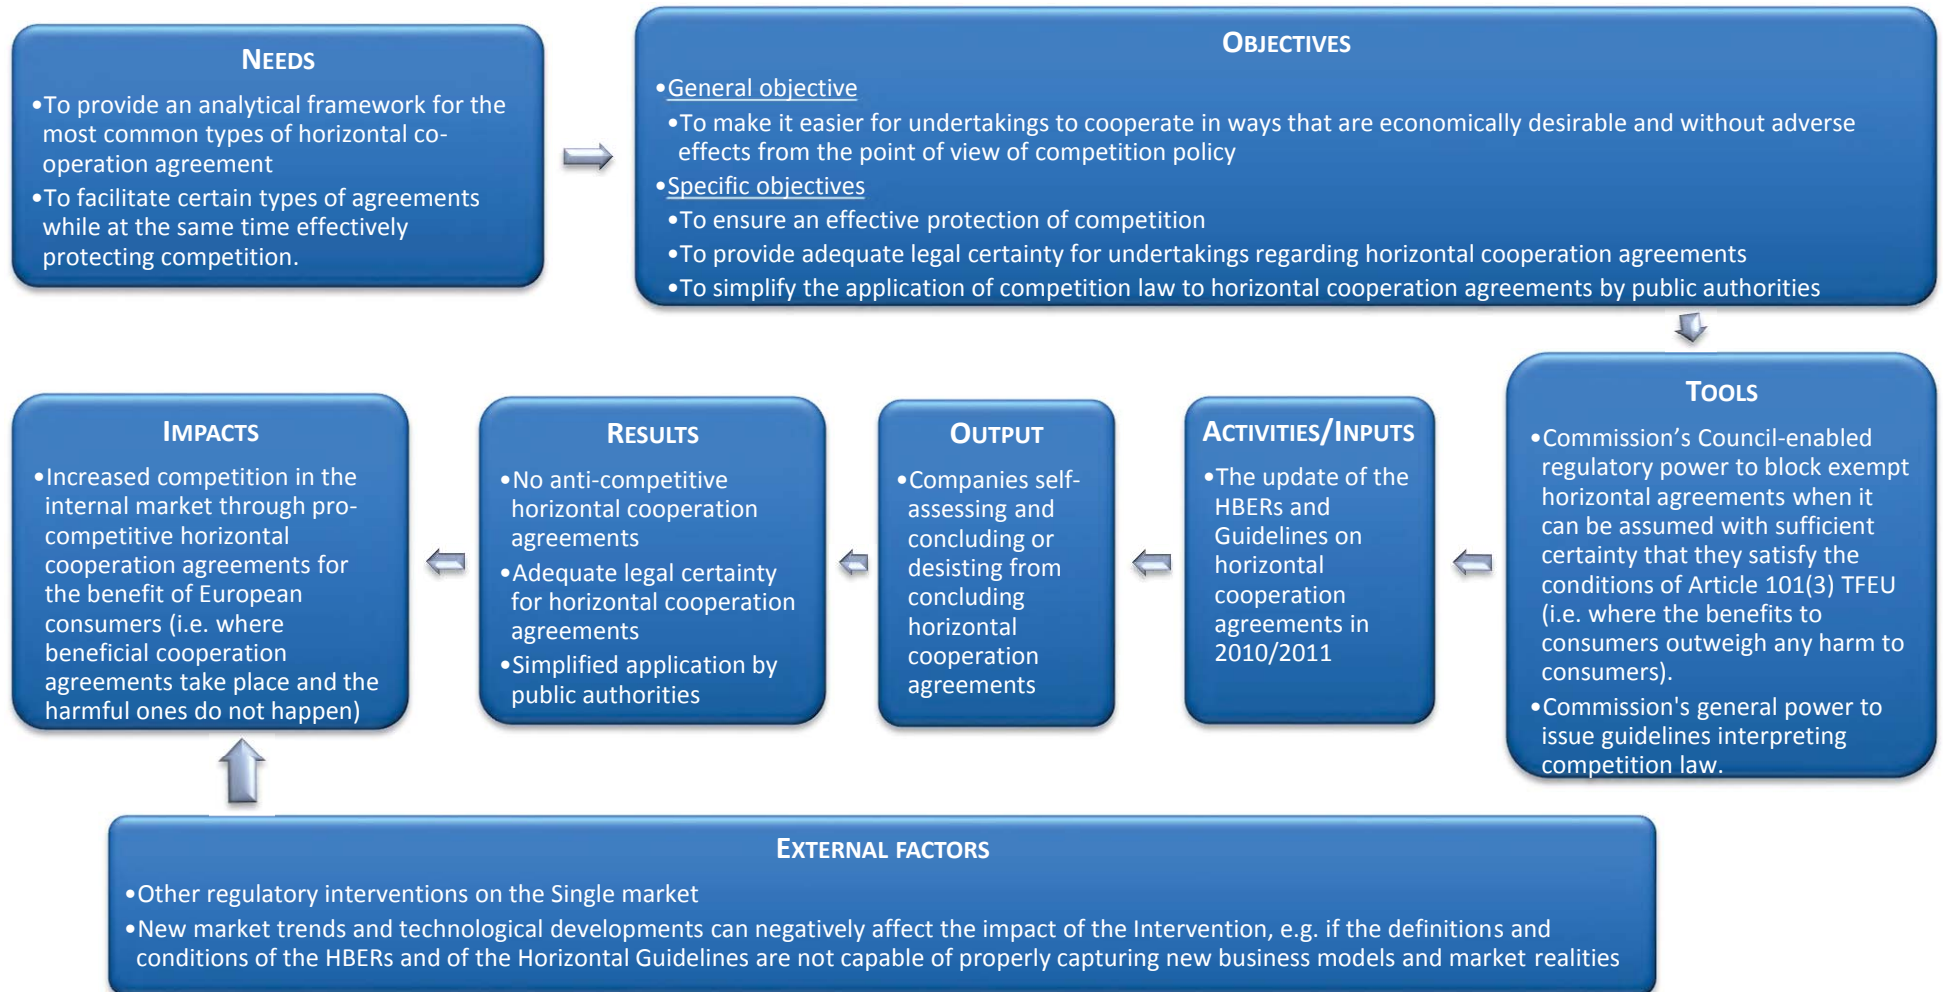 NEEDS
•To provide an analytical framework for the
most common types of horizontal co-
operation agreement
•To facilitate certain types of agreements
while at the same time effectively
protecting competition.
OBJECTIVES
•General objective
•To make it easier for undertakings to cooperate in ways that are economically desirable and without adverse
effects from the point of view of competition policy
•Specific objectives
•To ensure an effective protection of competition
•To provide adequate legal certainty for undertakings regarding horizontal cooperation agreements
•To simplify the application of competition law to horizontal cooperation agreements by public authorities
TOOLS
•Commission’s Council-enabled
regulatory power to block exempt
horizontal agreements when it
can be assumed with sufficient
certainty that they satisfy the
conditions of Article 101(3) TFEU
(i.e. where the benefits to
consumers outweigh any harm to
consumers).
•Commission's general power to
issue guidelines interpreting
competition law.
ACTIVITIES/INPUTS
•The update of the
HBERs and
Guidelines on
horizontal
cooperation
agreements in
2010/2011
OUTPUT
•Companies self-
assessing and
concluding or
desisting from
concluding
horizontal
cooperation
agreements
RESULTS
•No anti-competitive
horizontal cooperation
agreements
•Adequate legal certainty
for horizontal cooperation
agreements
•Simplified application by
public authorities
IMPACTS
•Increased competition in the
internal market through pro-
competitive horizontal
cooperation agreements for
the benefit of European
consumers (i.e. where
beneficial cooperation
agreements take place and the
harmful ones do not happen)
EXTERNAL FACTORS
•Other regulatory interventions on the Single market
•New market trends and technological developments can negatively affect the impact of the Intervention, e.g. if the definitions and
conditions of the HBERs and of the Horizontal Guidelines are not capable of properly capturing new business models and market realities